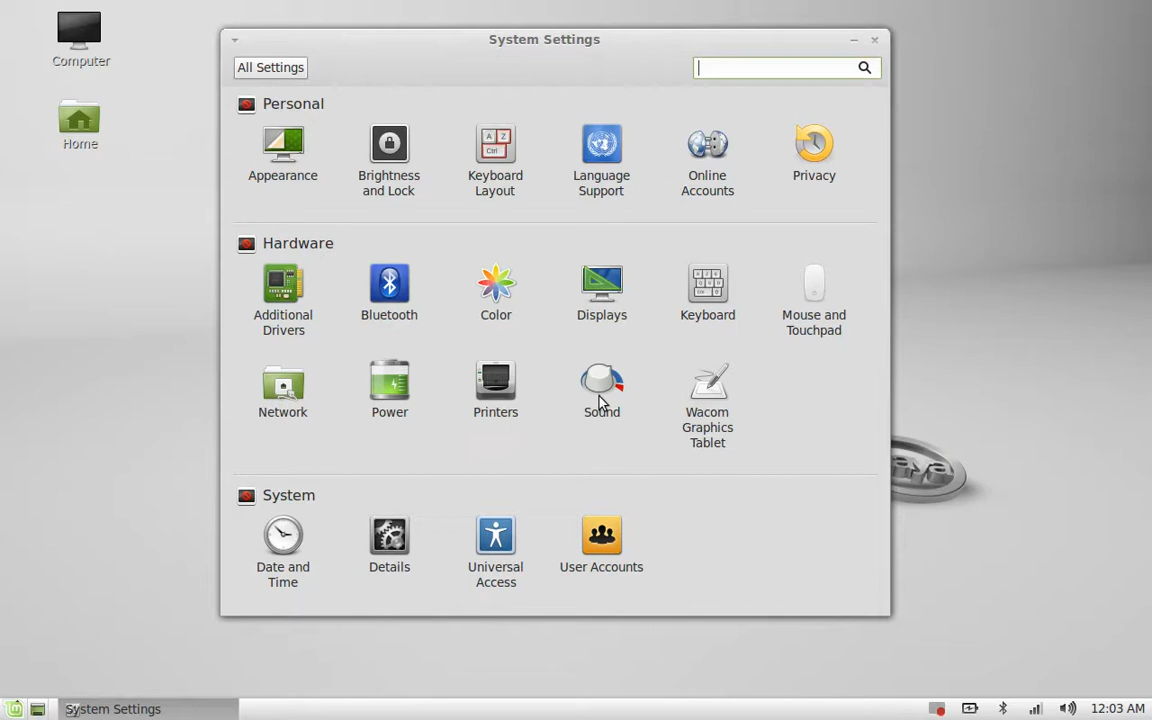 Computer
Home
System Settings
All Settings
Personal
Appearance
Brightness and Lock
A Z Ctrl
Keyboard Layout
Language Support
Online Accounts
Privacy
Hardware
Additional Drivers
Bluetooth
Color
Displays
Keyboard
Mouse and Touchpad
Network
Power
Printers
Sound
Wacom Graphics Tablet
System
Date and Time
Details
Universal Access
User Accounts
System Settings
12:03 AM